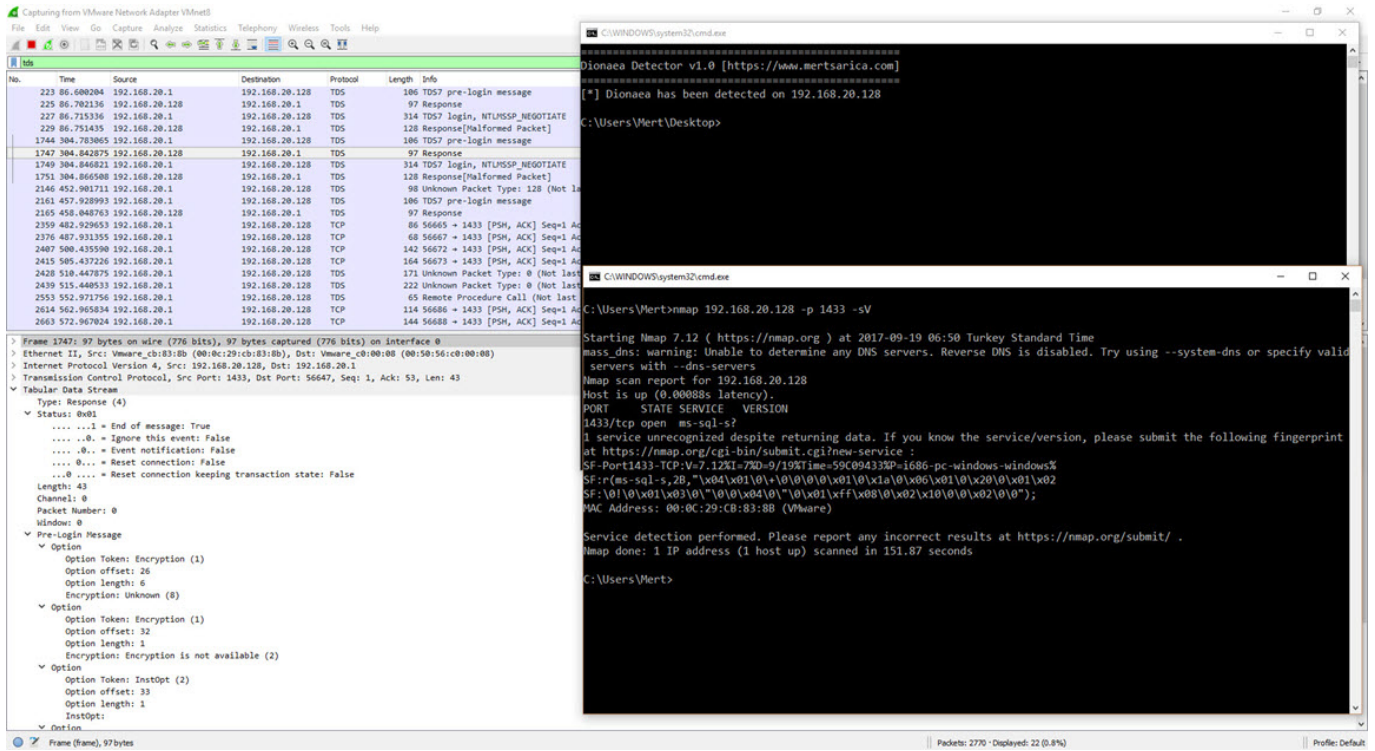 Capturing from VMware Network Adapter VMnet8
File Edit View Go Capture Analyze Statistics Telephony Wireless Tools Help
tds
No. Time Source Destination Protocol Length Info
223 86.600204 192.168.20.1 192.168.20.128 TDS 106 TDS7 pre-login message
225 86.702136 192.168.20.128 192.168.20.1 TDS 97 Response
227 86.715336 192.168.20.1 192.168.20.128 TDS 314 TDS7 login, NTLMSSP_NEGOTIATE
229 86.751435 192.168.20.128 192.168.20.1 TDS 128 Response[Malformed Packet]
1744 304.783065 192.168.20.1 192.168.20.128 TDS 106 TDS7 pre-login message
1747 304.842875 192.168.20.128 192.168.20.1 TDS 97 Response
1749 304.846821 192.168.20.1 192.168.20.128 TDS 314 TDS7 login, NTLMSSP_NEGOTIATE
1751 304.866508 192.168.20.128 192.168.20.1 TDS 128 Response[Malformed Packet]
2146 452.901711 192.168.20.1 192.168.20.128 TDS 98 Unknown Packet Type: 128 (Not la
2161 457.928993 192.168.20.1 192.168.20.128 TDS 106 TDS7 pre-login message
2165 458.048763 192.168.20.128 192.168.20.1 TDS 97 Response
2359 482.929653 192.168.20.1 192.168.20.128 TCP 86 56665 → 1433 [PSH, ACK] Seq=1 Ac
2376 487.931355 192.168.20.1 192.168.20.128 TCP 68 56667 → 1433 [PSH, ACK] Seq=1 Ac
2407 500.435590 192.168.20.1 192.168.20.128 TCP 142 56672 → 1433 [PSH, ACK] Seq=1 Ac
2415 505.437226 192.168.20.1 192.168.20.128 TCP 164 56673 → 1433 [PSH, ACK] Seq=1 Ac
2428 510.447875 192.168.20.1 192.168.20.128 TDS 171 Unknown Packet Type: 0 (Not last
2439 515.440533 192.168.20.1 192.168.20.128 TDS 222 Unknown Packet Type: 0 (Not last
2553 552.971756 192.168.20.1 192.168.20.128 TDS 65 Remote Procedure Call (Not last
2614 562.965834 192.168.20.1 192.168.20.128 TCP 114 56686 → 1433 [PSH, ACK] Seq=1 Ac
2663 572.967024 192.168.20.1 192.168.20.128 TCP 144 56688 → 1433 [PSH, ACK] Seq=1 Ac
Frame 1747: 97 bytes on wire (776 bits), 97 bytes captured (776 bits) on interface 0
Ethernet II, Src: Vmware_cb:83:8b (00:0c:29:cb:83:8b), Dst: Vmware_c0:00:08 (00:50:56:c0:00:08)
Internet Protocol Version 4, Src: 192.168.20.128, Dst: 192.168.20.1
Transmission Control Protocol, Src Port: 1433, Dst Port: 56647, Seq: 1, Ack: 53, Len: 43
Tabular Data Stream
Type: Response (4)
Status: 0x01
.... ...1 = End of message: True
.... ..0. = Ignore this event: False
.... .0.. = Event notification: False
.... 0... = Reset connection: False
...0 .... = Reset connection keeping transaction state: False
Length: 43
Channel: 0
Packet Number: 0
Window: 0
Pre-Login Message
Option
Option Token: Encryption (1)
Option offset: 26
Option length: 6
Encryption: Unknown (8)
Option
Option Token: Encryption (1)
Option offset: 32
Option length: 1
Encryption: Encryption is not available (2)
Option
Option Token: InstOpt (2)
Option offset: 33
Option length: 1
InstOpt:
Option
Frame (frame), 97 bytes
Packets: 2770 · Displayed: 22 (0.8%)
Profile: Default
C:\WINDOWS\system32\cmd.exe
==================================================
Dionaea Detector v1.0 [https://www.mertsarica.com]
==================================================
[*] Dionaea has been detected on 192.168.20.128
C:\Users\Mert\Desktop>
C:\WINDOWS\system32\cmd.exe
C:\Users\Mert>nmap 192.168.20.128 -p 1433 -sV
Starting Nmap 7.12 ( https://nmap.org ) at 2017-09-19 06:50 Turkey Standard Time
mass_dns: warning: Unable to determine any DNS servers. Reverse DNS is disabled. Try using --system-dns or specify valid
servers with --dns-servers
Nmap scan report for 192.168.20.128
Host is up (0.00088s latency).
PORT STATE SERVICE VERSION
1433/tcp open ms-sql-s?
1 service unrecognized despite returning data. If you know the service/version, please submit the following fingerprint
at https://nmap.org/cgi-bin/submit.cgi?new-service :
SF-Port1433-TCP:V=7.12%I=7%D=9/19%Time=59C09433%P=i686-pc-windows-windows%
SF:r(ms-sql-s,2B,"\x04\x01\0\+\0\0\0\0\x01\0\x1a\0\x06\x01\0\x20\0\x01\x02
SF:\0!\0\x01\x03\0\"\0\0\x04\0\"\0\x01\xff\x08\0\x02\x10\0\0\x02\0\0");
MAC Address: 00:0C:29:CB:83:8B (VMware)
Service detection performed. Please report any incorrect results at https://nmap.org/submit/ .
Nmap done: 1 IP address (1 host up) scanned in 151.87 seconds
C:\Users\Mert>